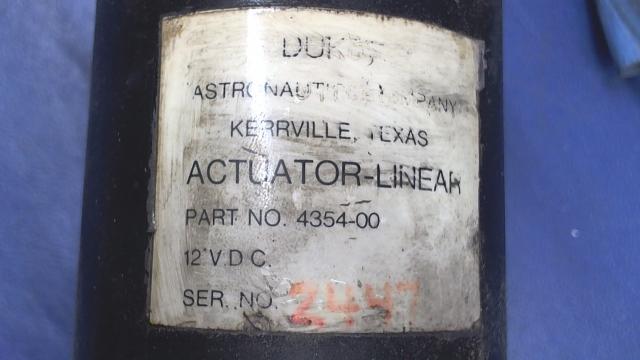 DUKES
ASTRONAUTICS COMPANY
KERRVILLE, TEXAS
ACTUATOR-LINEAR
PART NO. 4354-00
12 V D C.
SER. NO. 2447